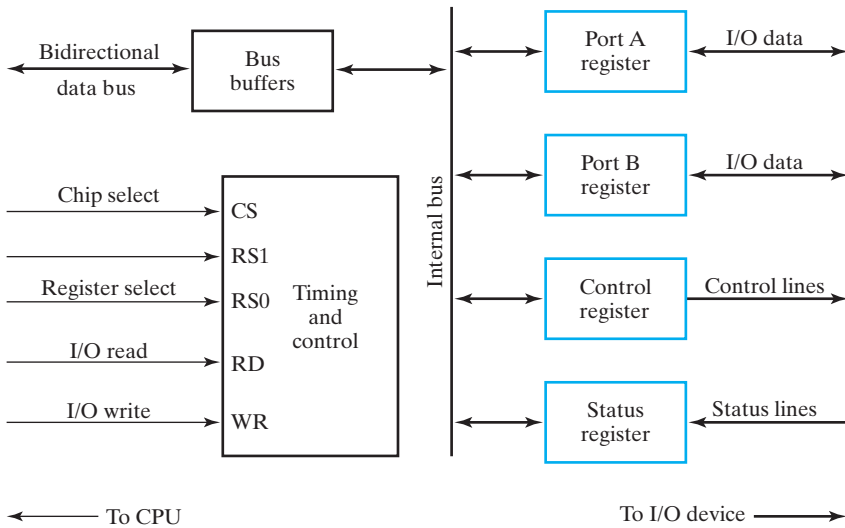 Bidirectional
data bus
Bus
buffers
Internal bus
Port A
register
I/O data
Port B
register
I/O data
Chip select
CS
RS1
Register select
RS0
I/O read
RD
I/O write
WR
Timing
and
control
Control
register
Control lines
Status
register
Status lines
To CPU
To I/O device